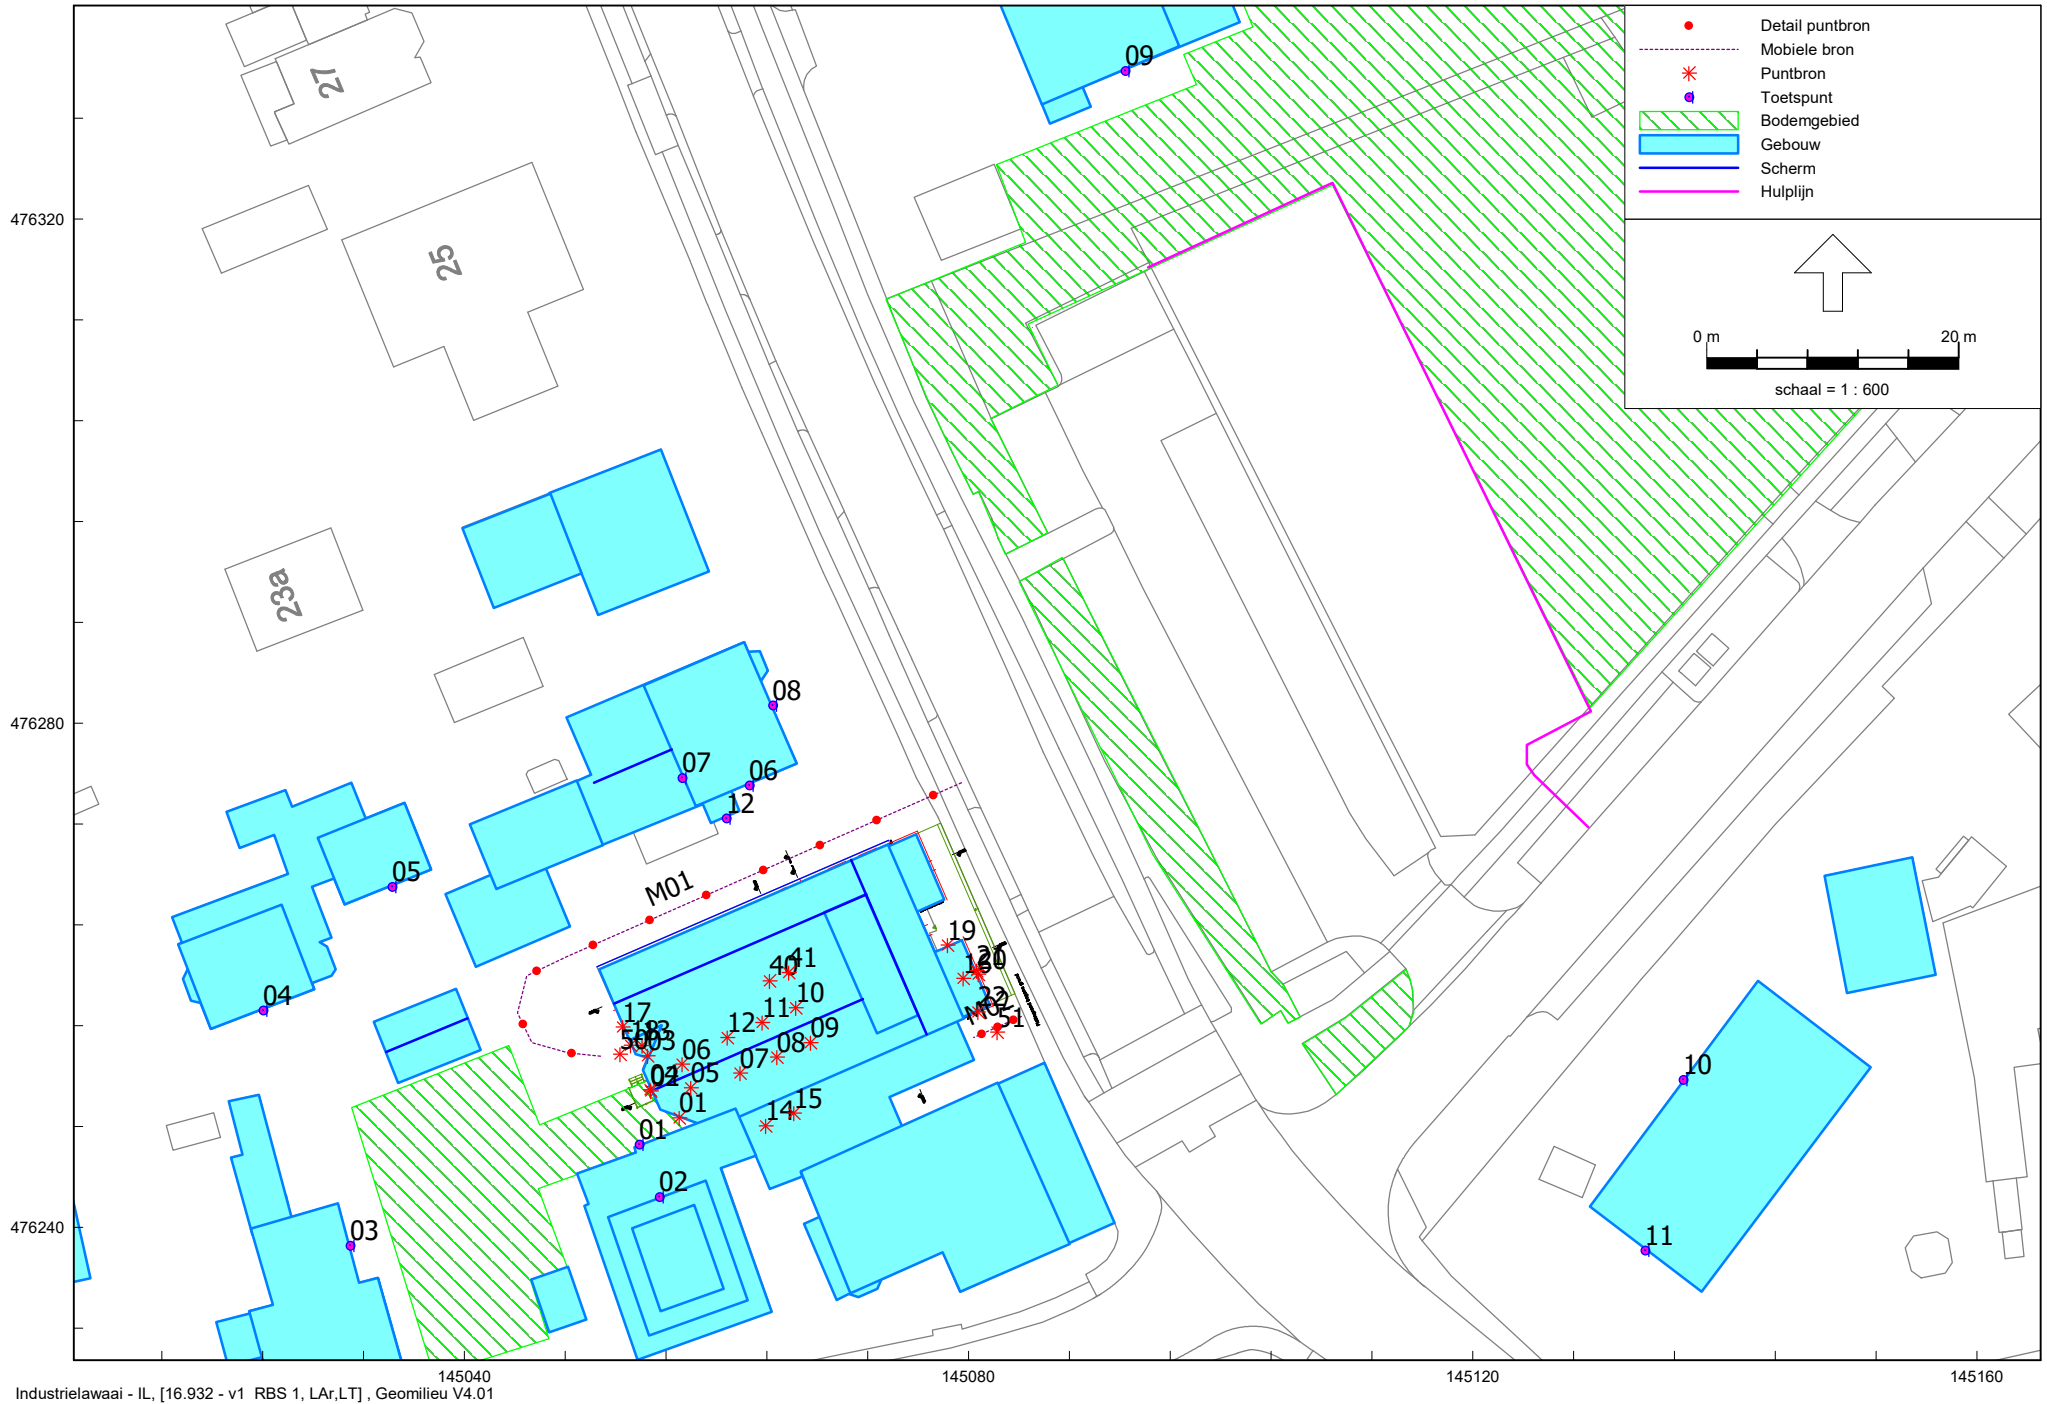 27
09
Detail puntbron
Mobiele bron
Puntbron
Toetspunt
Bodemgebied
Gebouw
Scherm
Hulplijn
476320
25
0 m 20 m
schaal = 1 : 600
23a
476280
08
07
06
12
05
M01
04
19
41
40
10
17
11
12
09
51
06
08
07
05
01
15
14
01
10
02
476240
03
11
145040
145080
145120
145160
Industrielawaai - IL, [16.932 - v1 RBS 1, LAr,LT] , Geomilieu V4.01